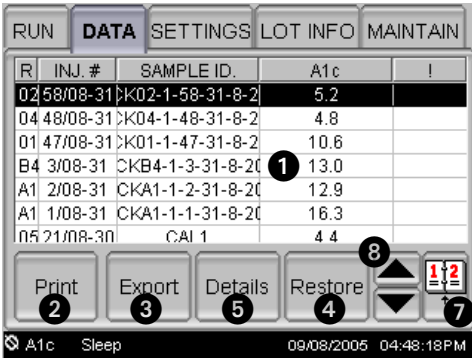 RUN DATA SETTINGS LOT INFO MAINTAIN
R INJ. # SAMPLE ID. A1c !
02 58/08-31 CK02-1-58-31-8-2 5.2
04 48/08-31 CK04-1-48-31-8-2 4.8
01 47/08-31 CK01-1-47-31-8-2 10.6
B4 3/08-31 CKB4-1-3-31-8-20 1 13.0
A1 2/08-31 CKA1-1-2-31-8-20 12.9
A1 1/08-31 CKA1-1-1-31-8-20 16.3
05 21/08-30 CAL1 4.4
8
Print Export Details Restore 1 2
2 3 5 4 7
A1c Sleep 09/08/2005 04:48:18PM